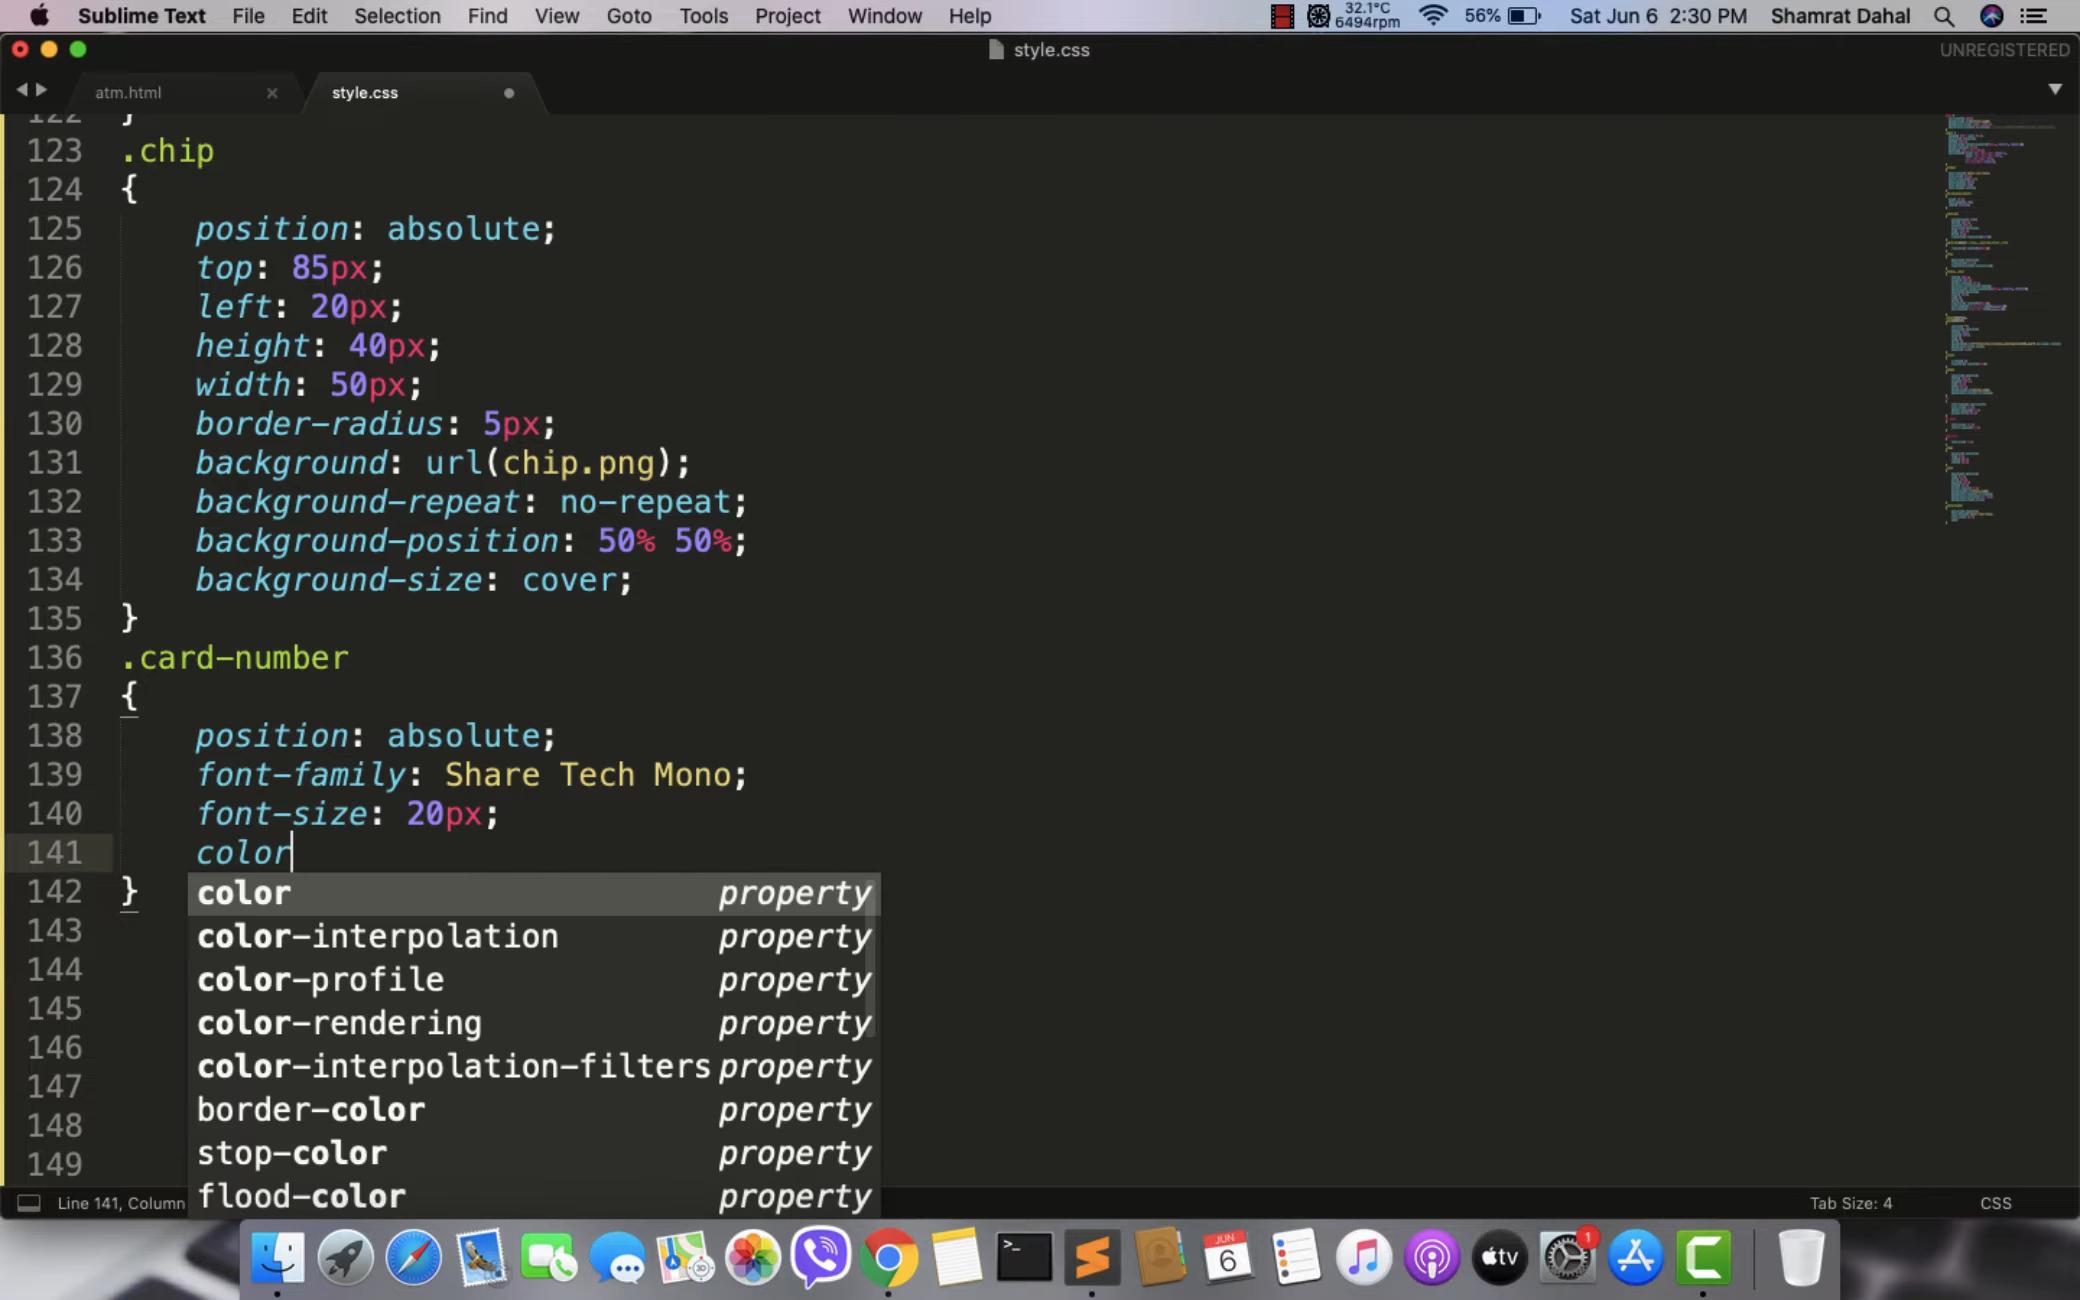 Sublime Text File Edit Selection Find View Goto Tools Project Window Help 32.1°C 6494rpm 56% Sat Jun 6 2:30 PM Shamrat Dahal
style.css UNREGISTERED
atm.html style.css
122 }
123 .chip
124 {
125 position: absolute;
126 top: 85px;
127 left: 20px;
128 height: 40px;
129 width: 50px;
130 border-radius: 5px;
131 background: url(chip.png);
132 background-repeat: no-repeat;
133 background-position: 50% 50%;
134 background-size: cover;
135 }
136 .card-number
137 {
138 position: absolute;
139 font-family: Share Tech Mono;
140 font-size: 20px;
141 color
142 } color property
143 color-interpolation property
144 color-profile property
145 color-rendering property
146 color-interpolation-filters property
147 border-color property
148 stop-color property
149 flood-color property
Line 141, Column Tab Size: 4 CSS
>_ JUN 6 tv 1